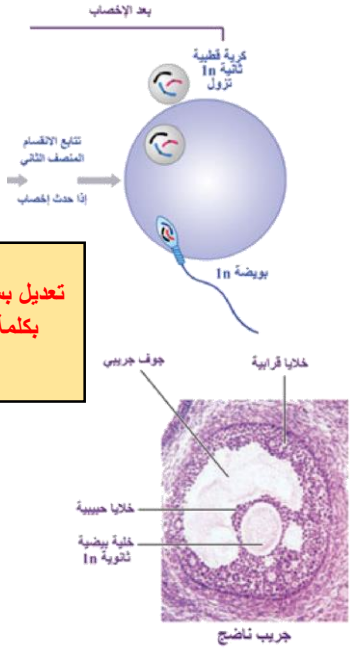 بعد الإخصاب
كرية قطبية
ثانية 1n
تزول
تتابع الانقسام
المنصف الثاني
إذا حدث إخصاب
بويضة 1n
بكلمة
جوف جريبي
خلايا قرابية
خلايا حبيبية
خلية بيضية
ثانوية 1n
جريب ناضج